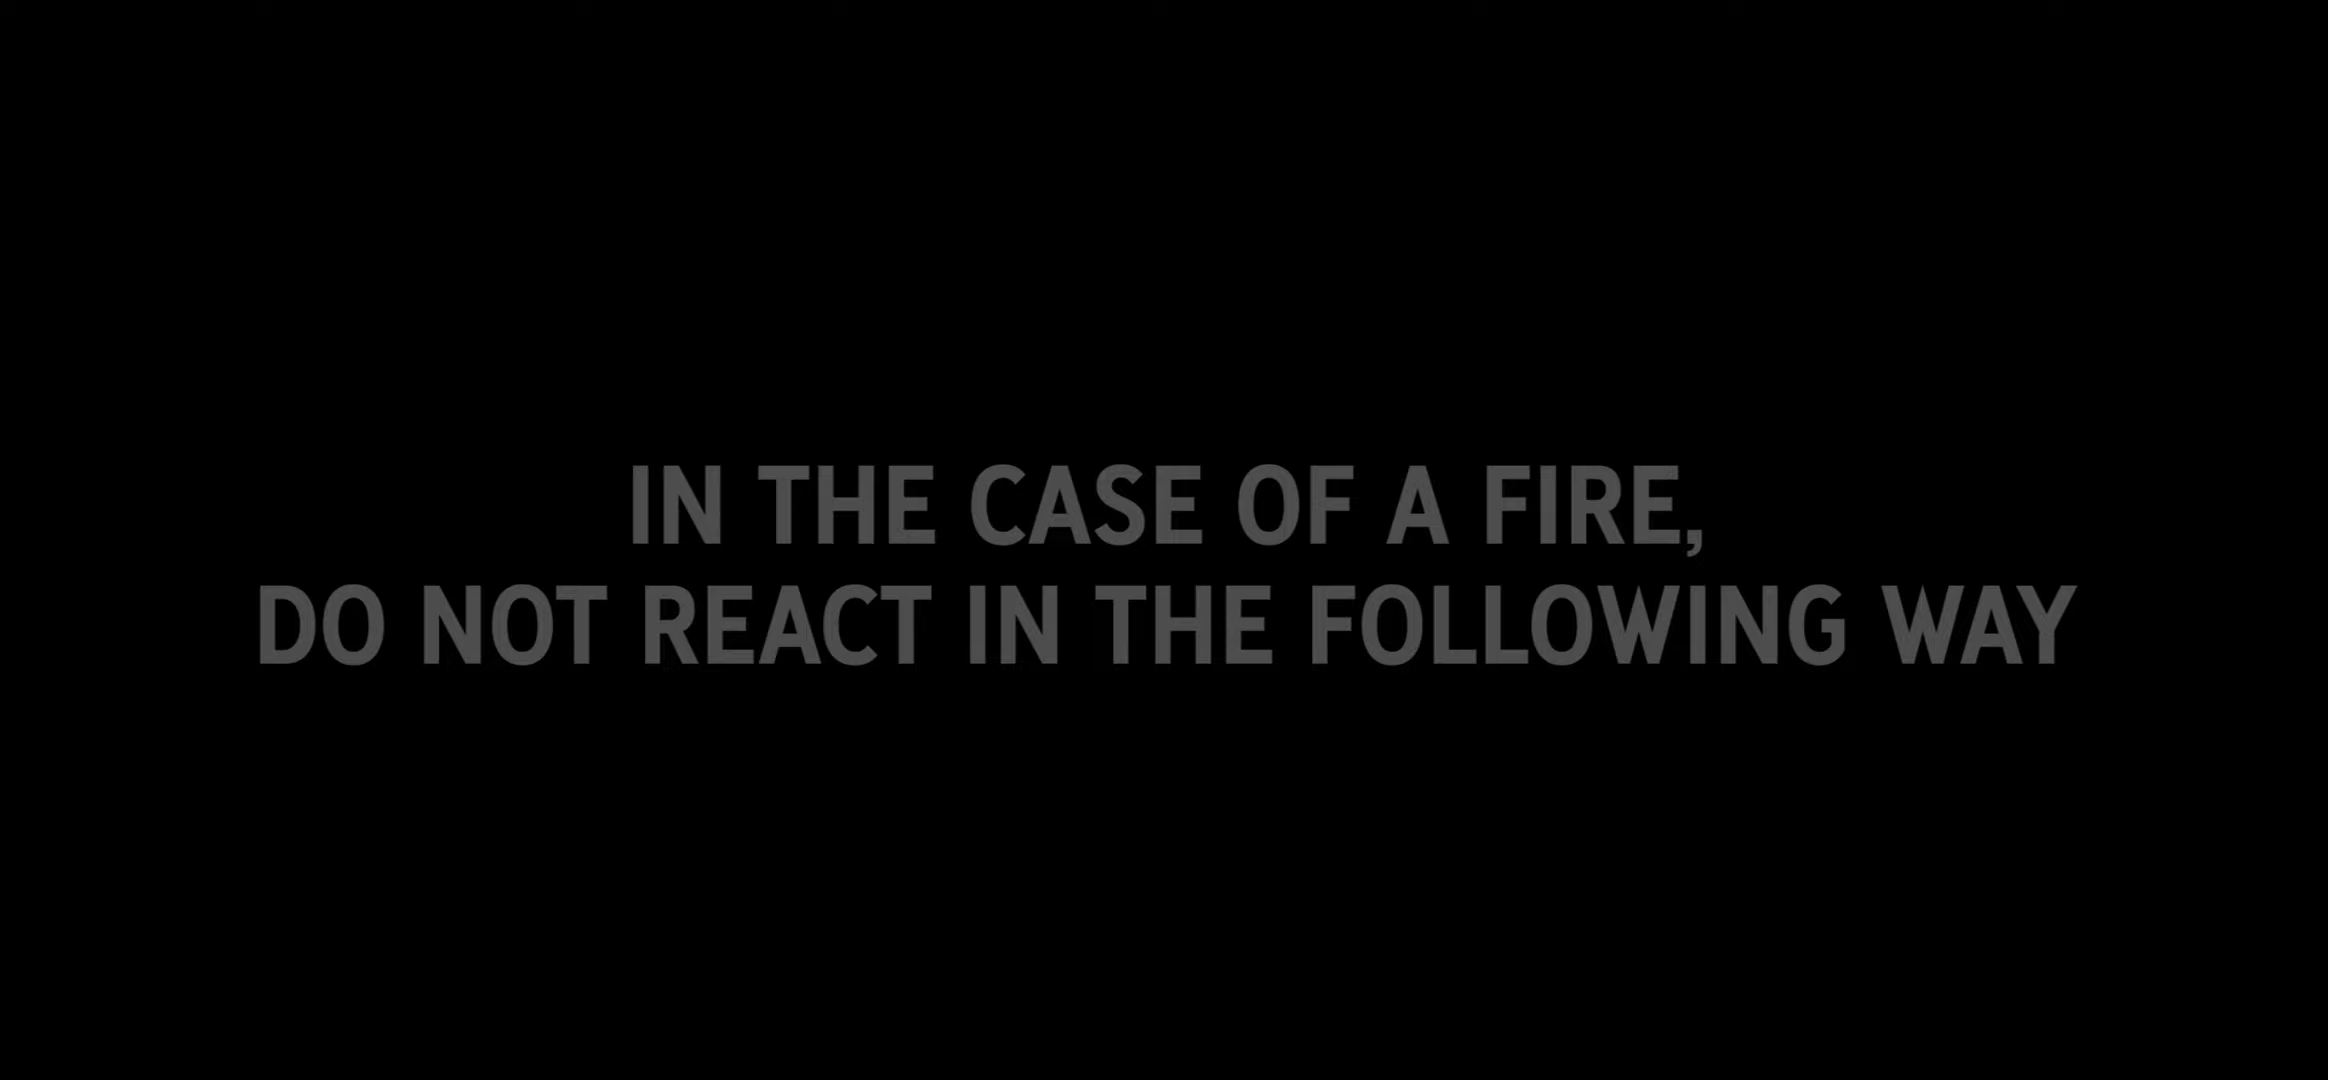 IN THE CASE OF A FIRE,
DO NOT REACT IN THE FOLLOWING WAY